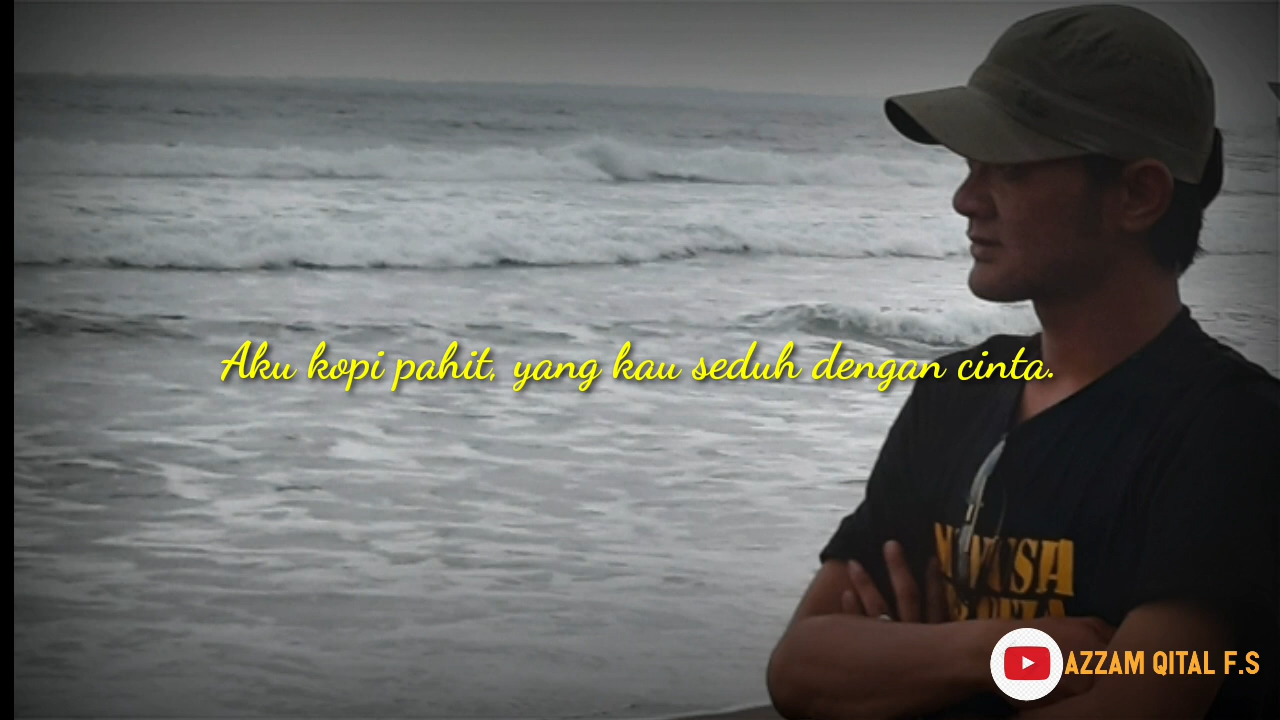 Aku kopi pahit, yang kau seduh dengan cinta.
AZZAM QITAL F.S